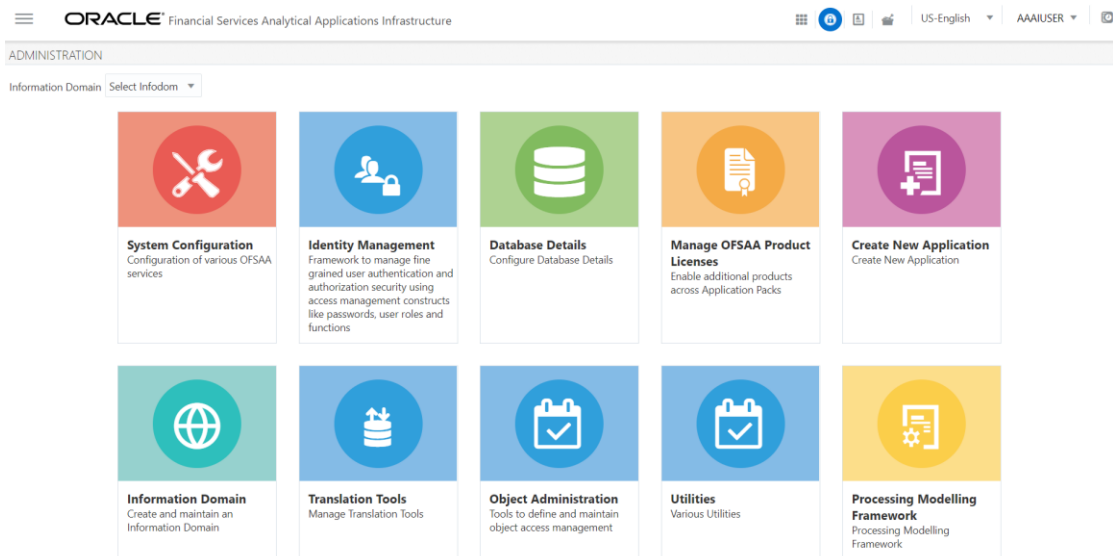 ORACLE® Financial Services Analytical Applications Infrastructure
US-English
AAAIUSER
ADMINISTRATION
Information Domain Select Infodom
System Configuration
Configuration of various OFSAA
services
Identity Management
Framework to manage fine
grained user authentication and
authorization security using
access management constructs
like passwords, user roles and
functions
Database Details
Configure Database Details
Manage OFSAA Product
Licenses
Enable additional products
across Application Packs
Create New Application
Create New Application
Information Domain
Create and maintain an
Information Domain
Translation Tools
Manage Translation Tools
Object Administration
Tools to define and maintain
object access management
Utilities
Various Utilities
Processing Modelling
Framework
Processing Modelling
Framework